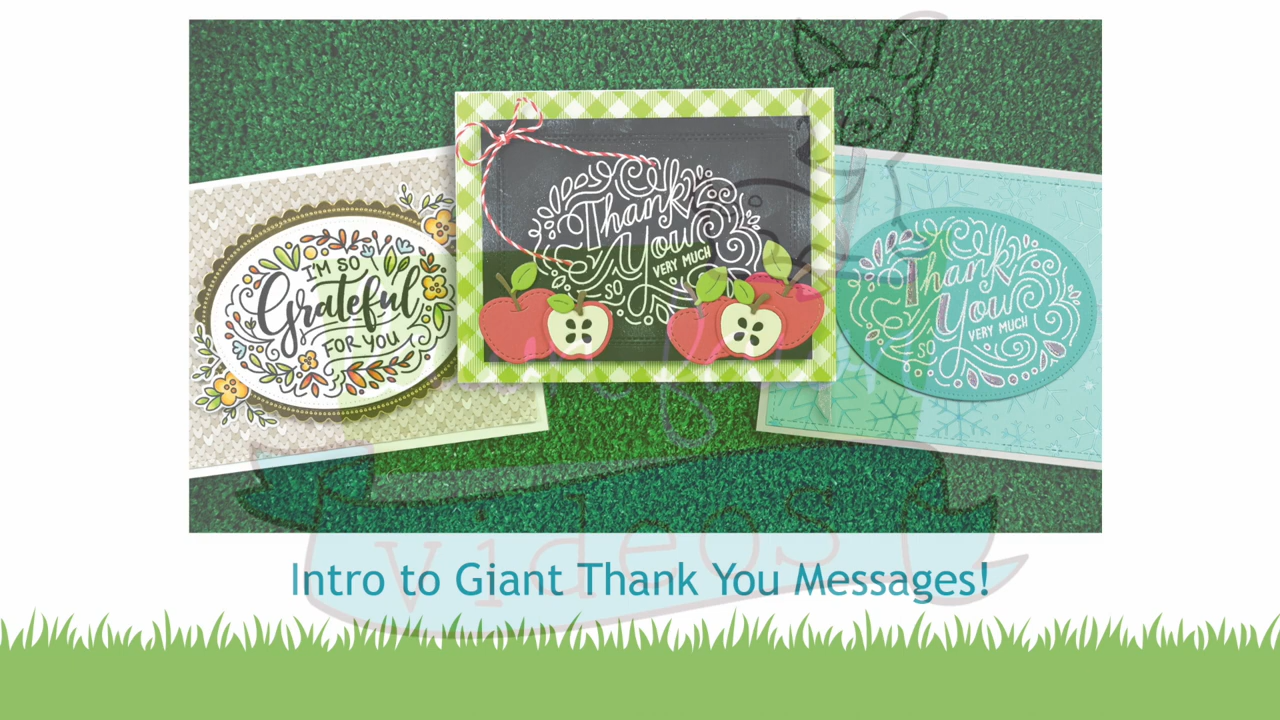 I'M SO
Grateful
FOR YOU
Thank
You
SO VERY MUCH
Thank
You
SO VERY MUCH
videos
Intro to Giant Thank You Messages!